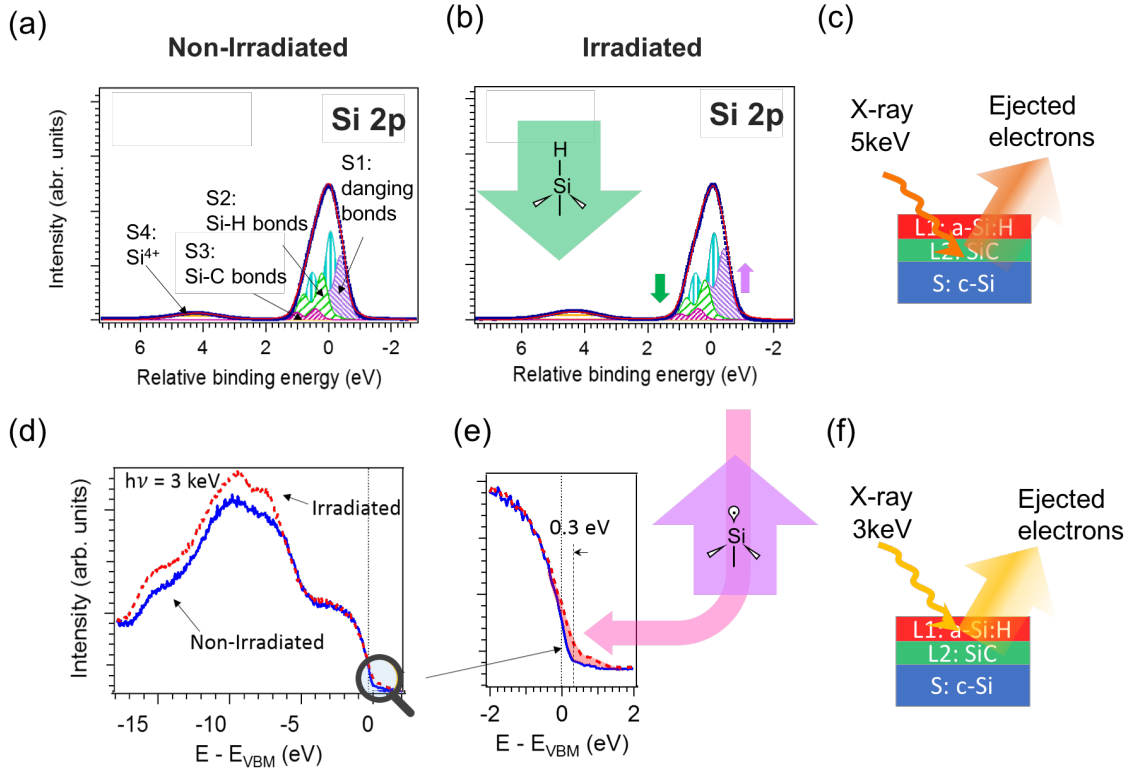 (a)
Non-Irradiated
Intensity (abr. units)
Si 2p
S1:
danging
bonds
S2:
Si-H bonds
S3:
Si-C bonds
S4:
Si4+
6 4 2 0 -2
Relative binding energy (eV)
(b)
Irradiated
Si 2p
H
Si
6 4 2 0 -2
Relative binding energy (eV)
(c)
X-ray
5keV
Ejected
electrons
L1: a-Si:H
L2: SiC
S: c-Si
(d)
Intensity (arb. units)
hν = 3 keV
Irradiated
Non-Irradiated
-15 -10 -5 0
E - EVBM (eV)
(e)
0.3 eV
Si
-2 0 2
E - EVBM (eV)
(f)
X-ray
3keV
Ejected
electrons
L1: a-Si:H
L2: SiC
S: c-Si